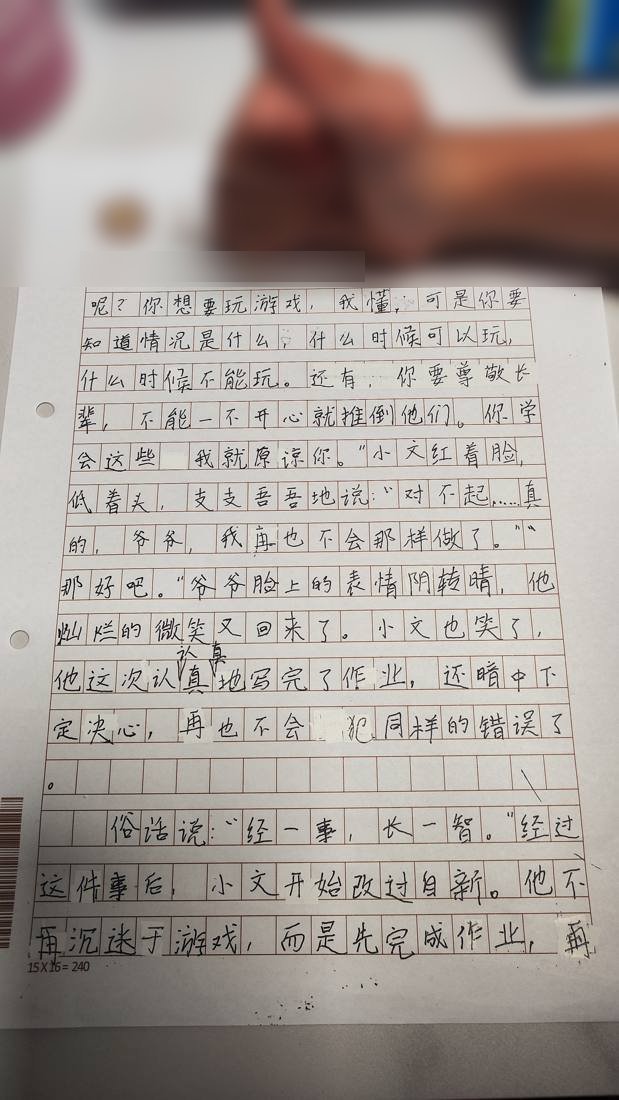 呢？你想要玩游戏，我懂，可是你要
知道情况是什么，什么时候可以玩，
什么时候不能玩。还有，你要尊敬长
辈，不能一不开心就推倒他们。你学
会这些 我就原谅你。"小文红着脸，
低着头，支支吾吾地说："对不起……真
的，爷爷，我再也不会那样做了。""
那好吧。"爷爷脸上的表情阴转晴，他
灿烂的微笑又回来了。小文也笑了，
认真
他这次认真地写完了作业，还暗中下
定决心，再也不会 犯同样的错误了
。
俗话说："经一事，长一智。"经过
这件事后，小文开始改过自新。他不
再沉迷于游戏，而是先完成作业，再
15X16=240